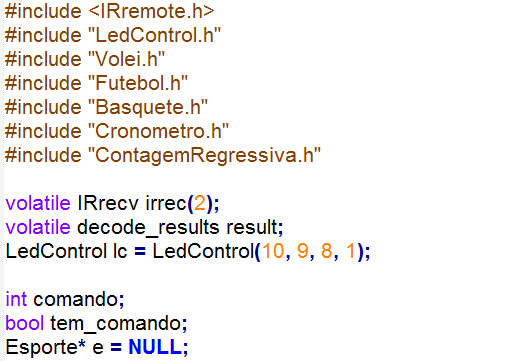 #include <IRremote.h>
#include "LedControl.h"
#include "Volei.h"
#include "Futebol.h"
#include "Basquete.h"
#include "Cronometro.h"
#include "ContagemRegressiva.h"
volatile IRrecv irrec(2);
volatile decode_results result;
LedControl lc = LedControl(10, 9, 8, 1);
int comando;
bool tem_comando;
Esporte* e = NULL;